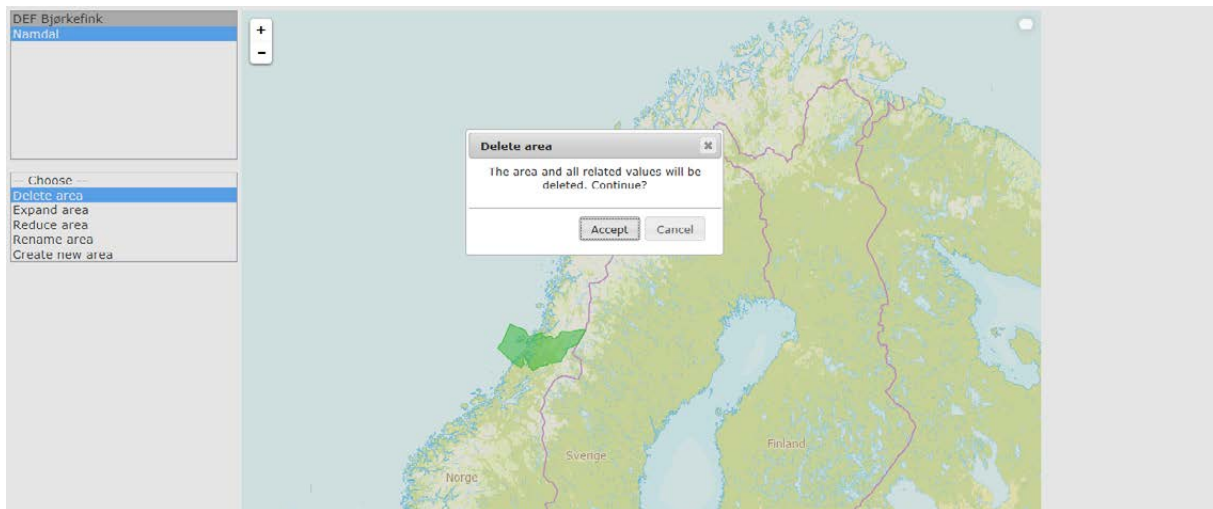 DEF Bjørkefink
Namdal
-- Choose --
Delete area
Expand area
Reduce area
Rename area
Create new area
+
-
Delete area
The area and all related values will be
deleted. Continue?
Accept Cancel
Sverige
Finland
Norge